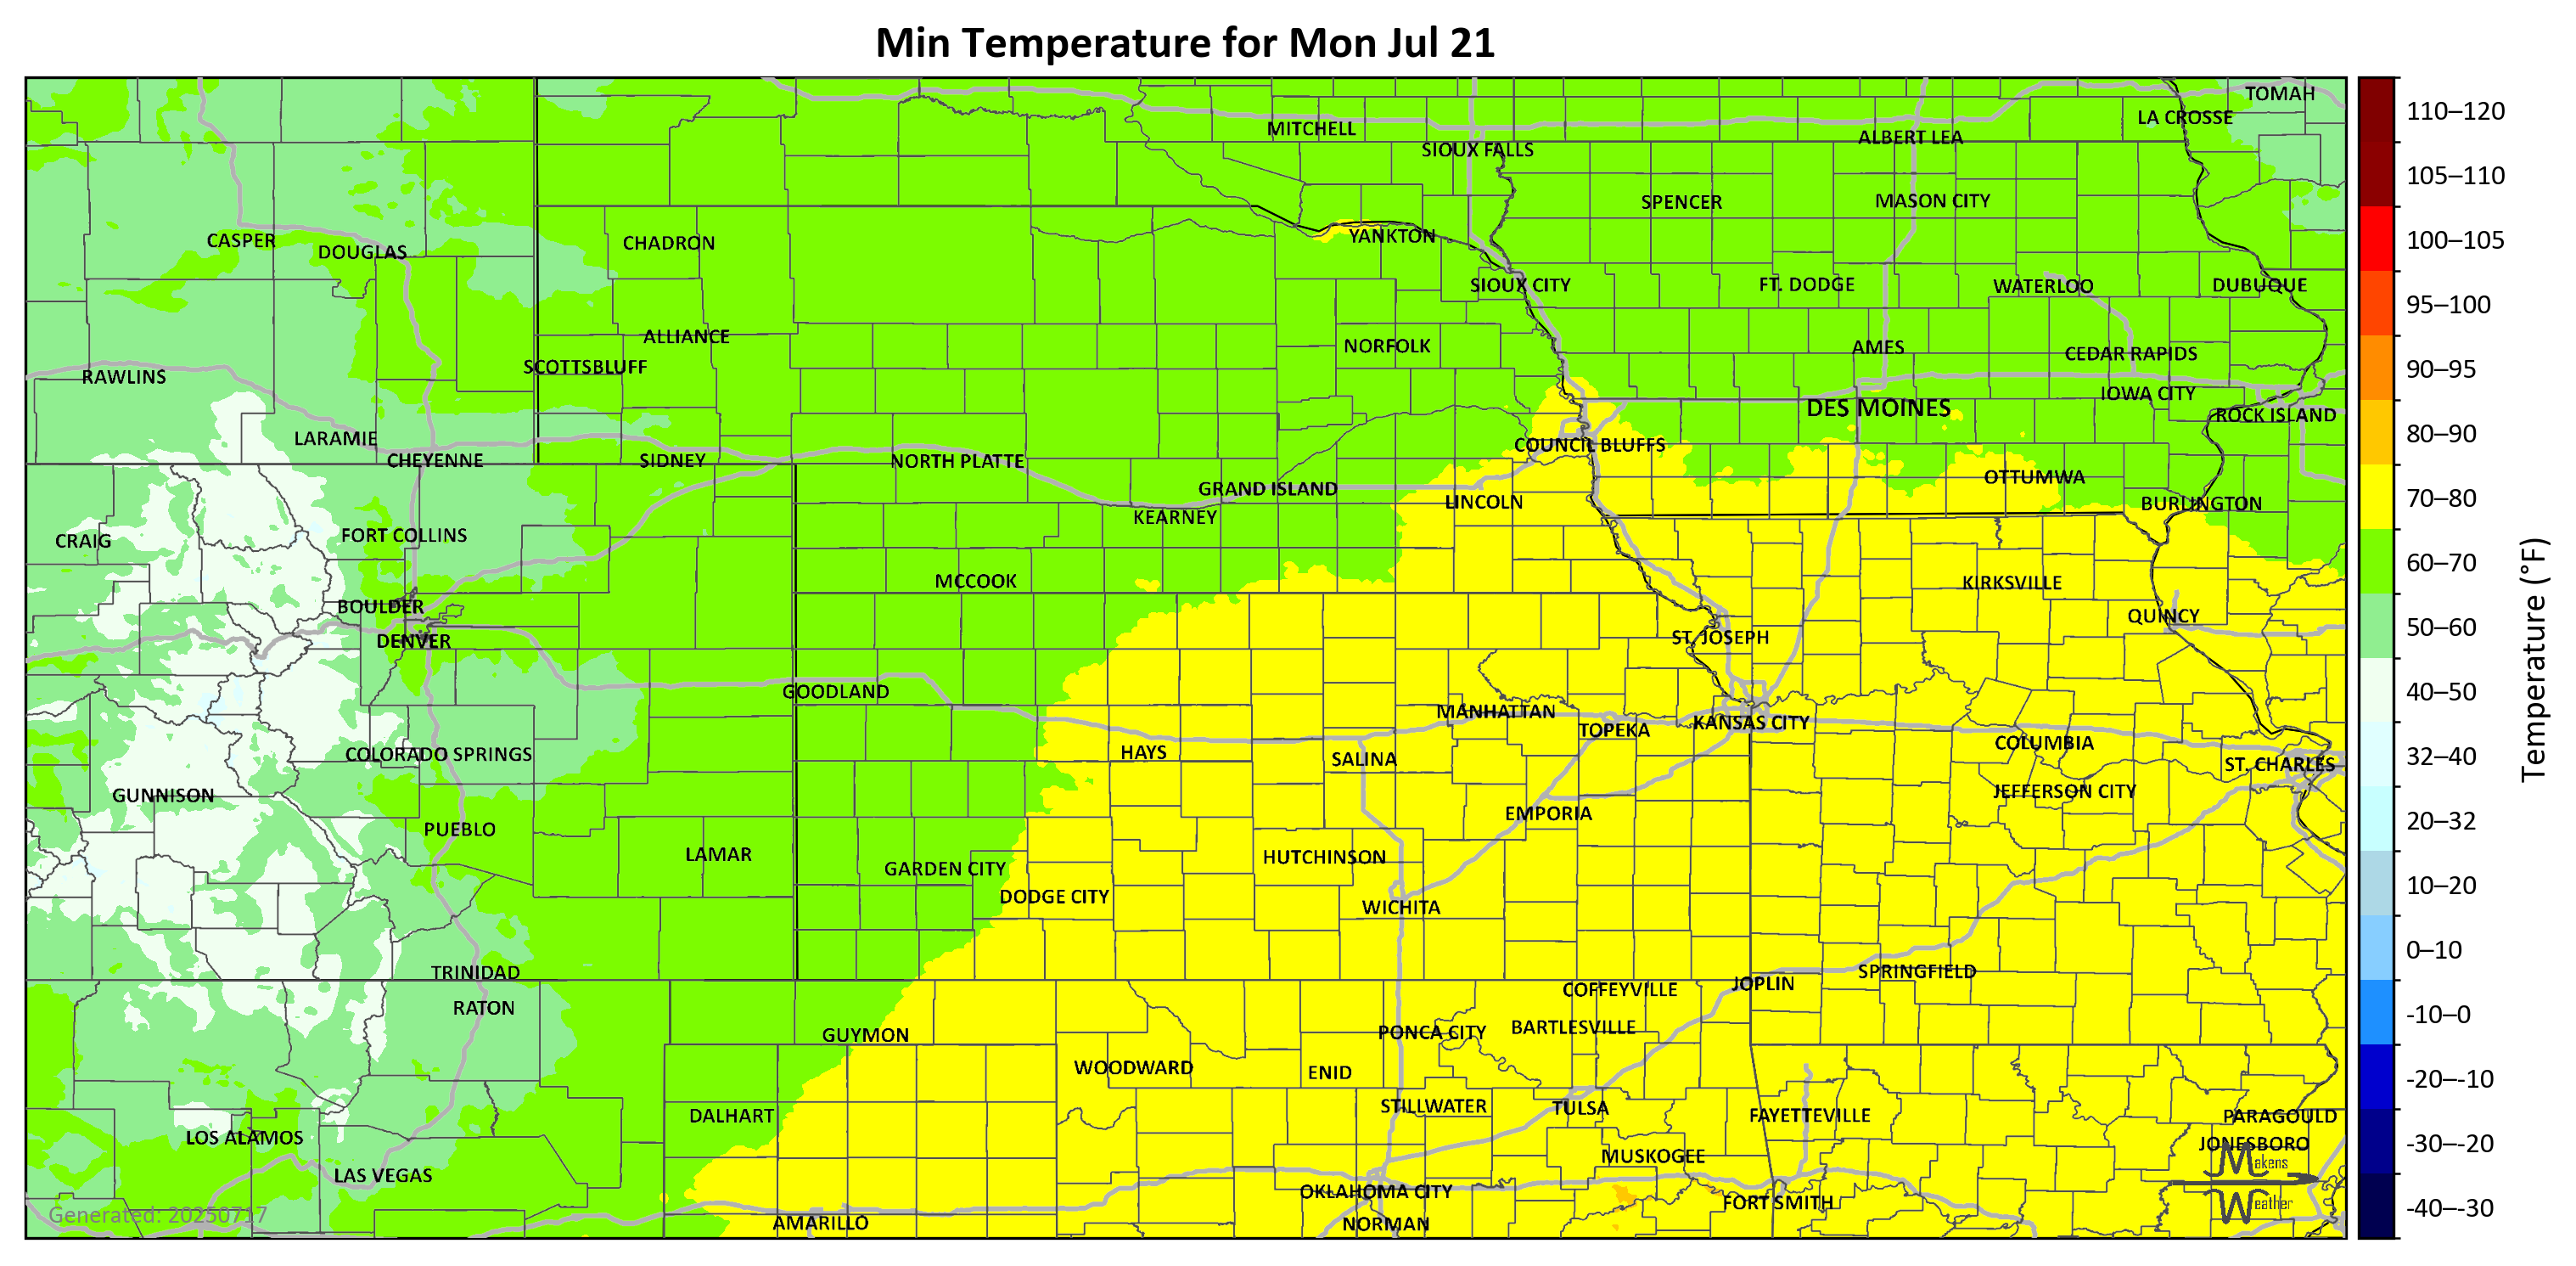 Min Temperature for Mon Jul 21
TOMAH
LA CROSSE
MITCHELL
ALBERT LEA
SIOUX FALLS
SPENCER
MASON CITY
YANKTON
CASPER
DOUGLAS
CHADRON
SIOUX CITY
FT. DODGE
WATERLOO
DUBUQUE
ALLIANCE
NORFOLK
AMES
CEDAR RAPIDS
SCOTTSBLUFF
RAWLINS
IOWA CITY
DES MOINES
ROCK ISLAND
LARAMIE
COUNCIL BLUFFS
CHEYENNE
SIDNEY
NORTH PLATTE
OTTUMWA
GRAND ISLAND
LINCOLN
BURLINGTON
KEARNEY
CRAIG
FORT COLLINS
MCCOOK
KIRKSVILLE
BOULDER
QUINCY
DENVER
ST. JOSEPH
GOODLAND
MANHATTAN
TOPEKA
KANSAS CITY
COLORADO SPRINGS
HAYS
SALINA
COLUMBIA
ST. CHARLES
GUNNISON
JEFFERSON CITY
EMPORIA
PUEBLO
LAMAR
HUTCHINSON
GARDEN CITY
DODGE CITY
WICHITA
TRINIDAD
SPRINGFIELD
JOPLIN
COFFEYVILLE
RATON
GUYMON
PONCA CITY
BARTLESVILLE
WOODWARD
ENID
DALHART
STILLWATER
TULSA
FAYETTEVILLE
PARAGOULD
LOS ALAMOS
JONESBORO
MUSKOGEE
LAS VEGAS
OKLAHOMA CITY
FORT SMITH
AMARILLO
NORMAN
Generated: 20250717
Makens
Weather
110–120
105–110
100–105
95–100
90–95
80–90
70–80
60–70
50–60
40–50
32–40
20–32
10–20
0–10
-10–0
-20–-10
-30–-20
-40–-30
Temperature (°F)